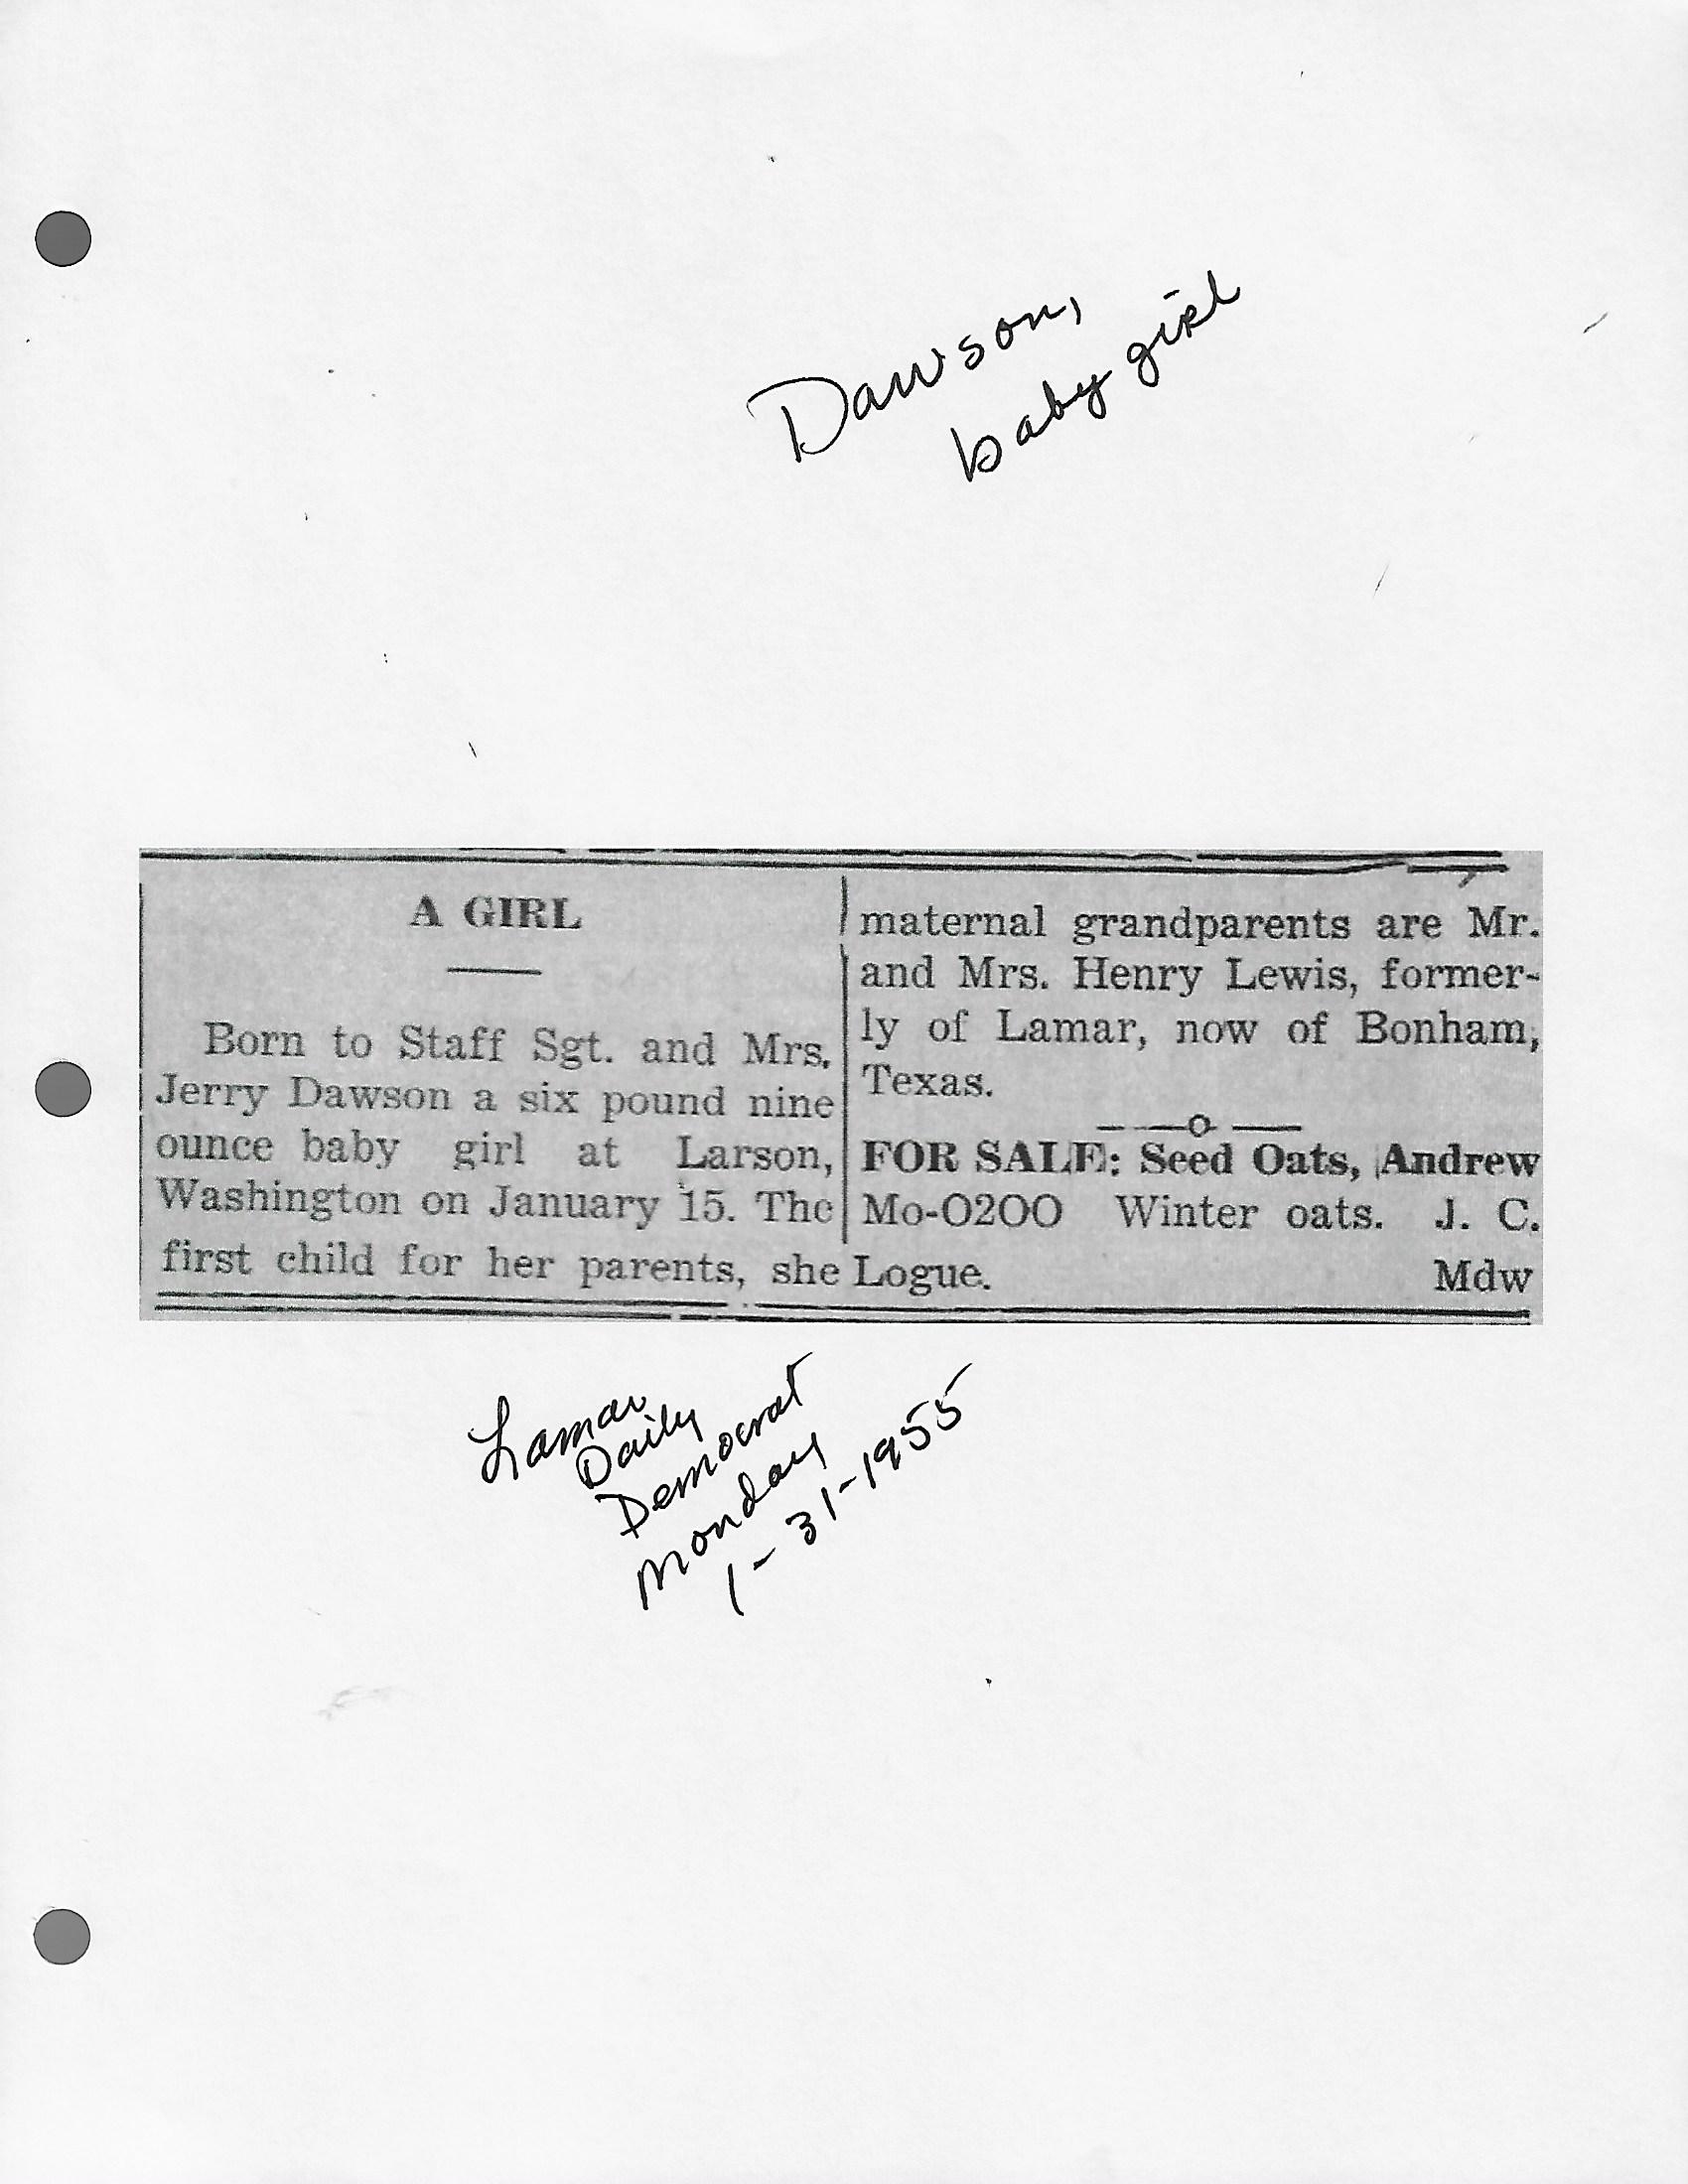 Dawson,
baby girl
A GIRL
Born to Staff Sgt. and Mrs.
Jerry Dawson a six pound nine
ounce baby girl at Larson,
Washington on January 15. The
first child for her parents, she
maternal grandparents are Mr.
and Mrs. Henry Lewis, former-
ly of Lamar, now of Bonham,
Texas.
FOR SALE: Seed Oats, Andrew
Mo-O2OO Winter oats. J. C.
Logue. Mdw
Lamar
Daily
Democrat
Monday
1-31-1955